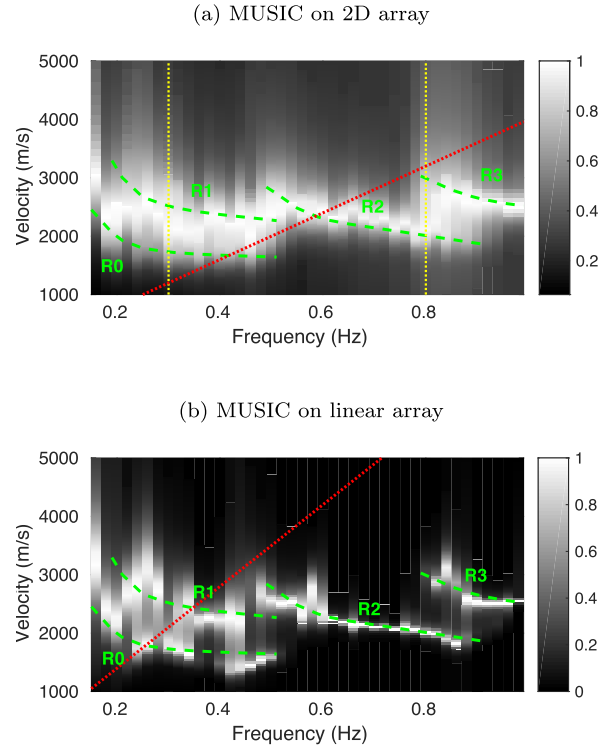 (a) MUSIC on 2D array
5000
4000
3000
2000
1000
Velocity (m/s)
R0
R1
R2
R3
0.2
0.4
0.6
0.8
Frequency (Hz)
1
0.8
0.6
0.4
0.2
(b) MUSIC on linear array
5000
4000
3000
2000
1000
Velocity (m/s)
R0
R1
R2
R3
0.2
0.4
0.6
0.8
Frequency (Hz)
1
0.8
0.6
0.4
0.2
0